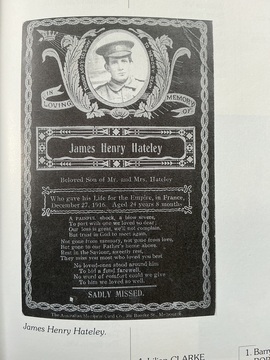 IN LOVING MEMORY OF
James Henry Hateley
Beloved Son of Mr. and Mrs. Hateley
Who gave his Life for the Empire, in France,
December 27, 1916. Aged 24 years 8 months.
A PAINFUL shock, a blow severe,
To part with one we loved so dear
Our loss is great, we'll not complain,
But trust in God to meet again.
Not gone from memory, not gone from love,
But gone to our Father's home above.
Rest in the Saviour, sweetly rest,
They miss you most who loved you best
No loved-ones stood around him
To bid a fond farewell.
No word of comfort could we give
To him we loved so well.
SADLY MISSED.
James Henry Hateley.
CLARKE
1. Barry